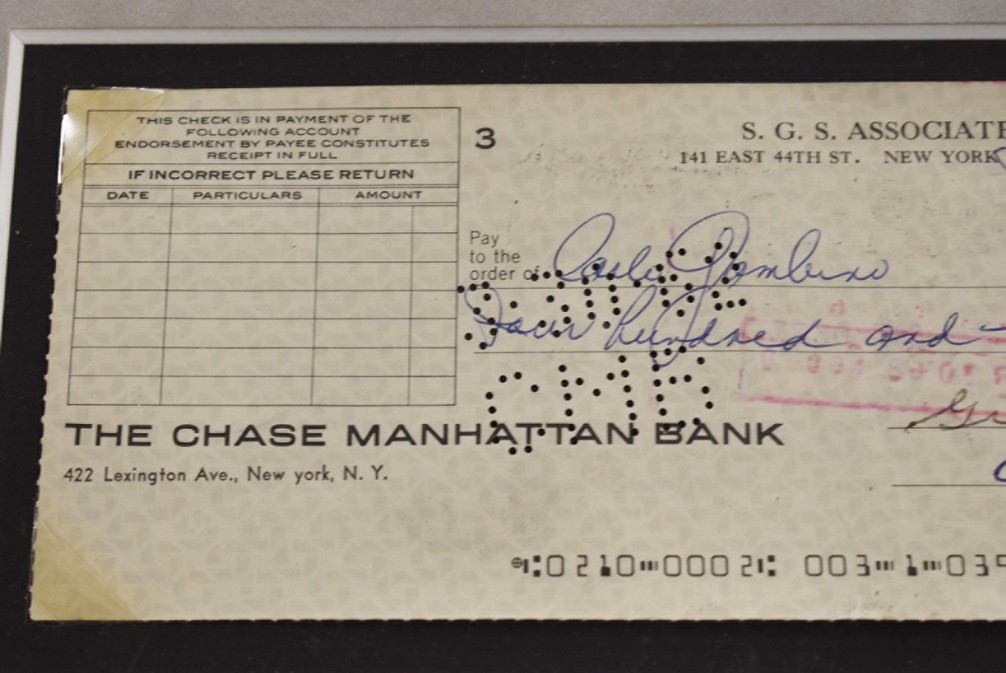 THIS CHECK IS IN PAYMENT OF THE
FOLLOWING ACCOUNT
ENDORSEMENT BY PAYEE CONSTITUTES
RECEIPT IN FULL
IF INCORRECT PLEASE RETURN
DATE PARTICULARS AMOUNT
3
S. G. S. ASSOCIATE
141 EAST 44TH ST. NEW YORK
Pay
to the
order of Carlo Gambino
Four hundred and
CMB
THE CHASE MANHATTAN BANK
422 Lexington Ave., New york, N. Y.
⑆0210⑉0002⑆ 003⑉1⑉039